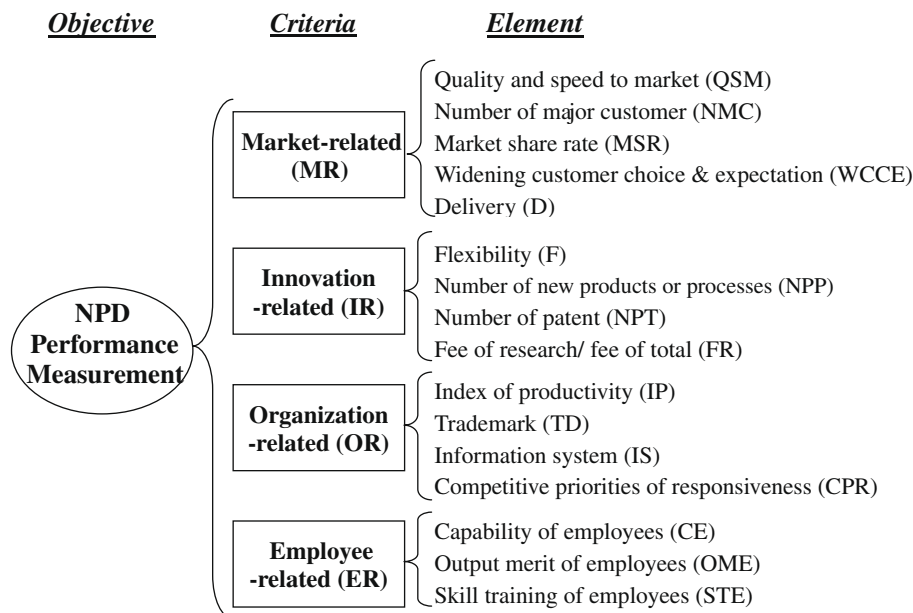 Objective Criteria Element
NPD
Performance
Measurement
Market-related
(MR)
Quality and speed to market (QSM)
Number of major customer (NMC)
Market share rate (MSR)
Widening customer choice & expectation (WCCE)
Delivery (D)
Innovation
-related (IR)
Flexibility (F)
Number of new products or processes (NPP)
Number of patent (NPT)
Fee of research/ fee of total (FR)
Organization
-related (OR)
Index of productivity (IP)
Trademark (TD)
Information system (IS)
Competitive priorities of responsiveness (CPR)
Employee
-related (ER)
Capability of employees (CE)
Output merit of employees (OME)
Skill training of employees (STE)